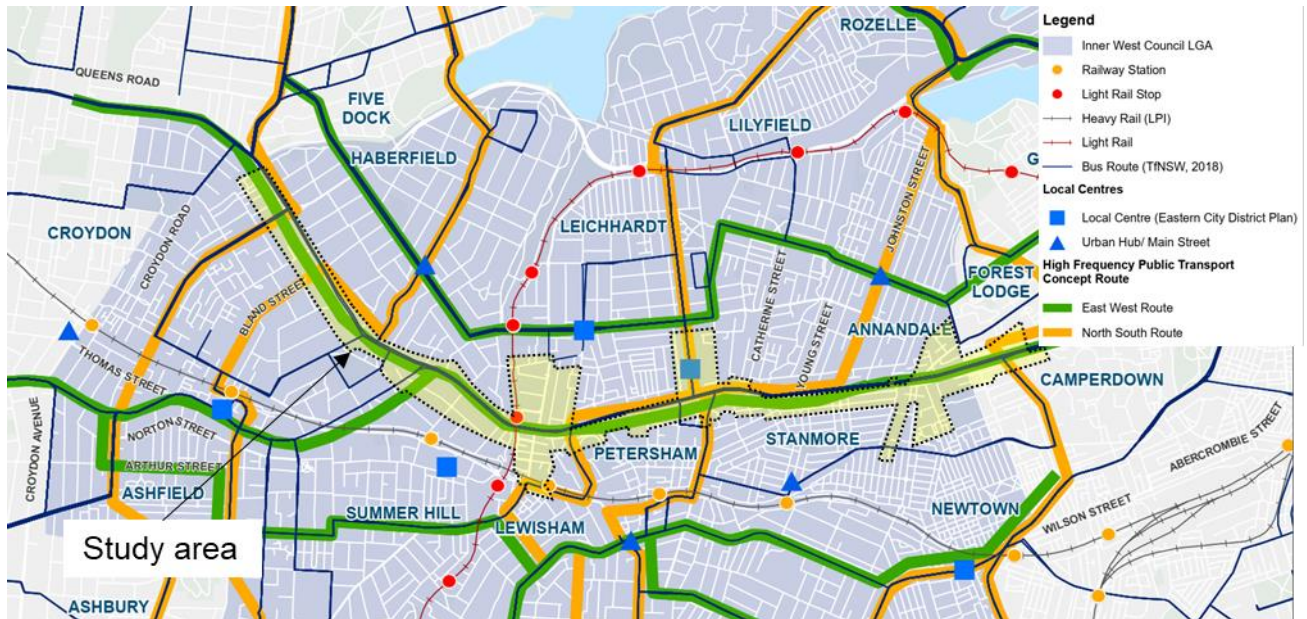 ROZELLE
QUEENS ROAD
FIVE
DOCK
LILYFIELD
HABERFIELD
JOHNSTON STREET
G
CROYDON
CROYDON ROAD
LEICHHARDT
BLAND STREET
CATHERINE STREET
FOREST
LODGE
YOUNG STREET
ANNANDALE
THOMAS STREET
CAMPERDOWN
CROYDON AVENUE
NORTON STREET
STANMORE
ABERCROMBIE STREET
ARTHUR STREET
PETERSHAM
ASHFIELD
SUMMER HILL
LEWISHAM
NEWTOWN
WILSON STREET
Study area
ASHBURY
Legend
Inner West Council LGA
Railway Station
Light Rail Stop
Heavy Rail (LPI)
Light Rail
Bus Route (TfNSW, 2018)
Local Centres
Local Centre (Eastern City District Plan)
Urban Hub/ Main Street
High Frequency Public Transport
Concept Route
East West Route
North South Route